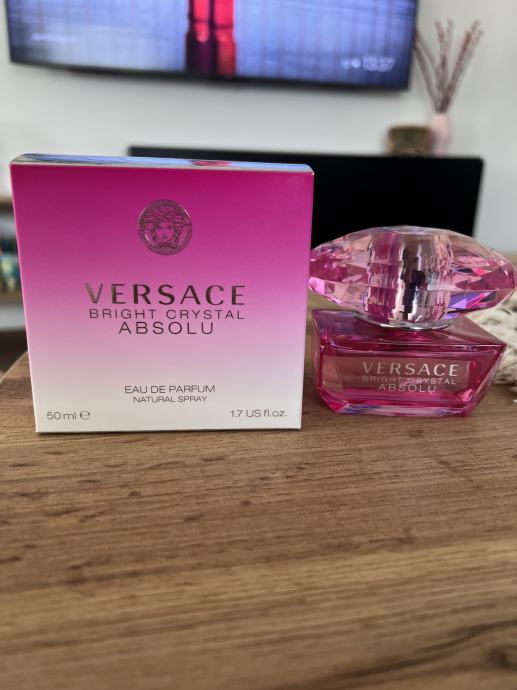 VERSACE
BRIGHT CRYSTAL
ABSOLU
EAU DE PARFUM
NATURAL SPRAY
50 ml ℮
1.7 US fl.oz.
VERSACE
BRIGHT CRYSTAL
ABSOLU